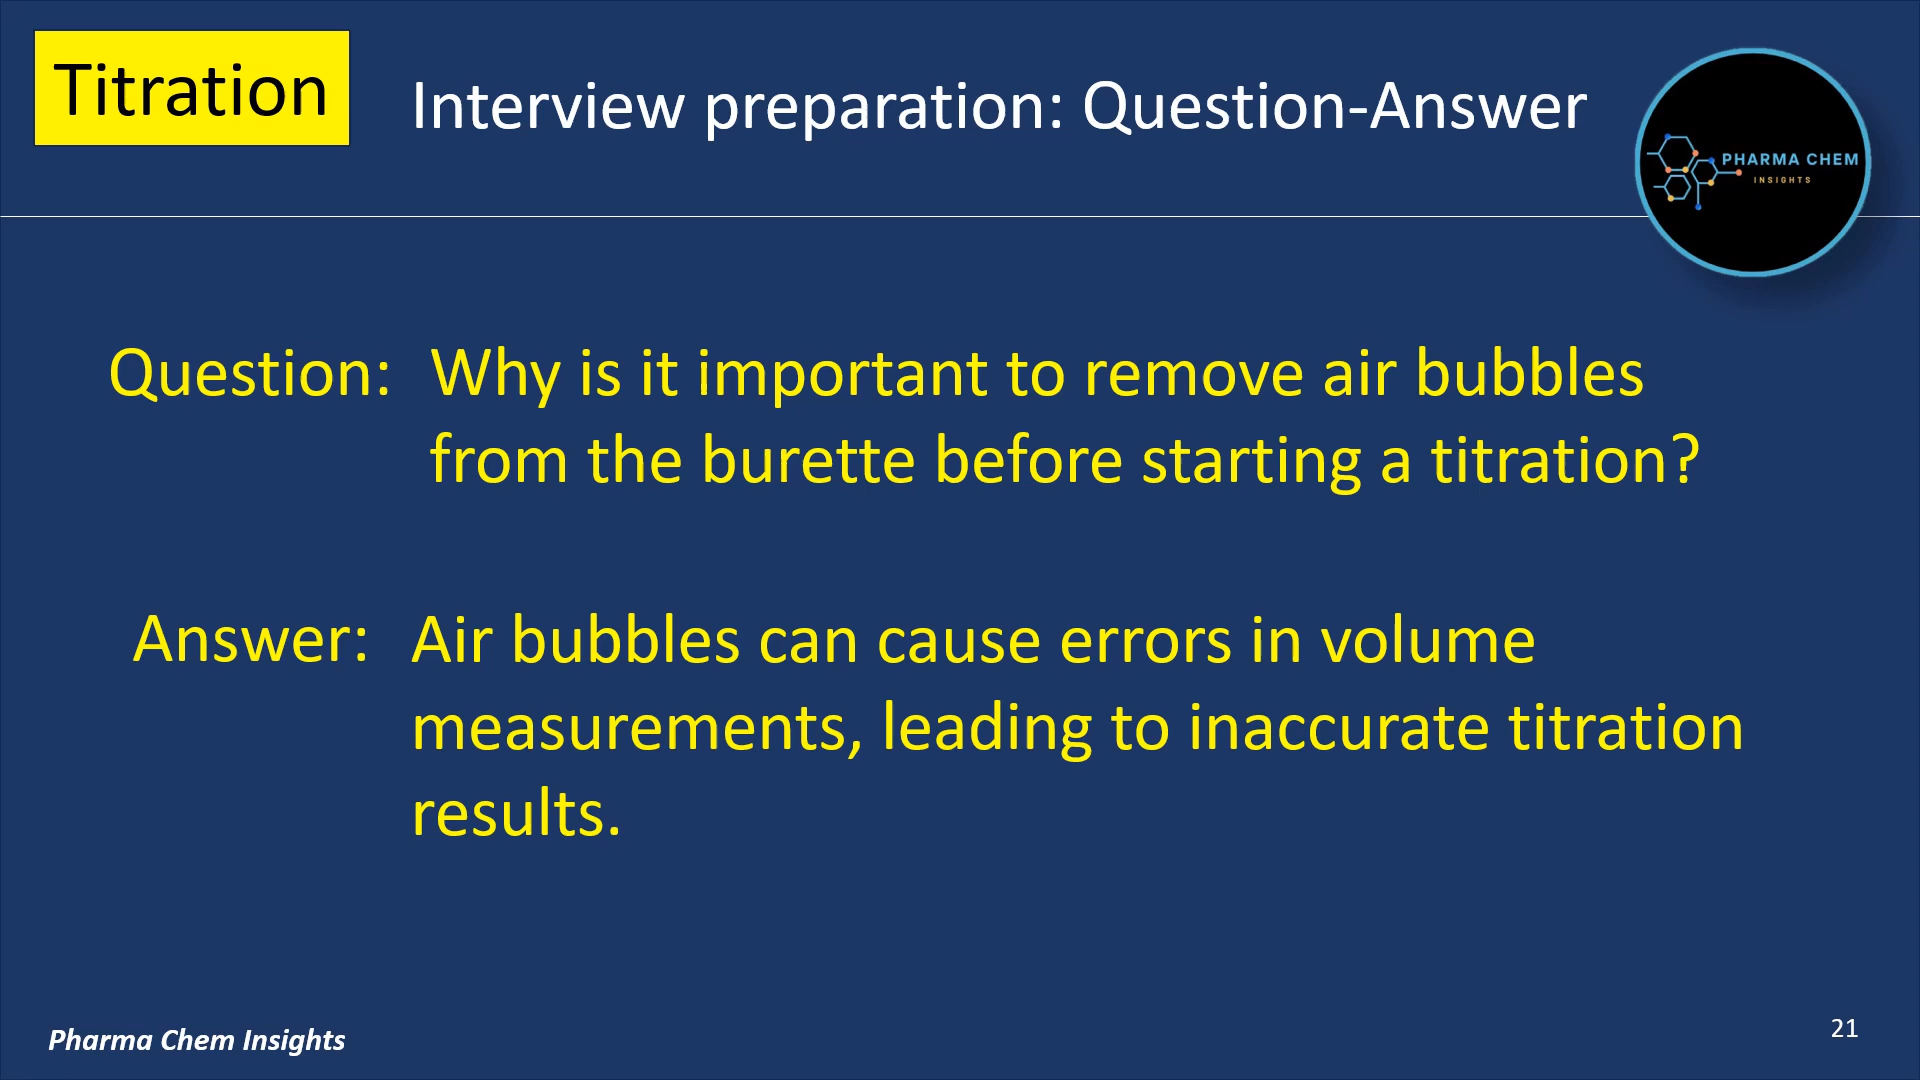 Titration
Interview preparation: Question-Answer
PHARMA CHEM
INSIGHTS
Question: Why is it important to remove air bubbles
from the burette before starting a titration?
Answer: Air bubbles can cause errors in volume
measurements, leading to inaccurate titration
results.
Pharma Chem Insights
21